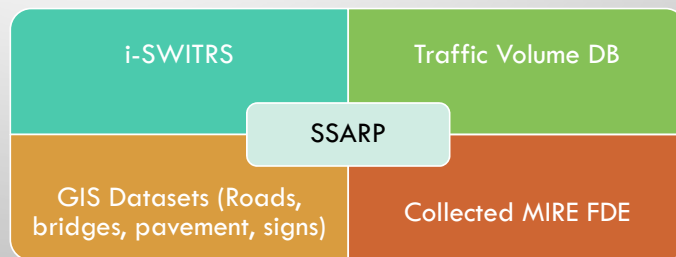 i-SWITRS
Traffic Volume DB
SSARP
GIS Datasets (Roads,
bridges, pavement, signs)
Collected MIRE FDE